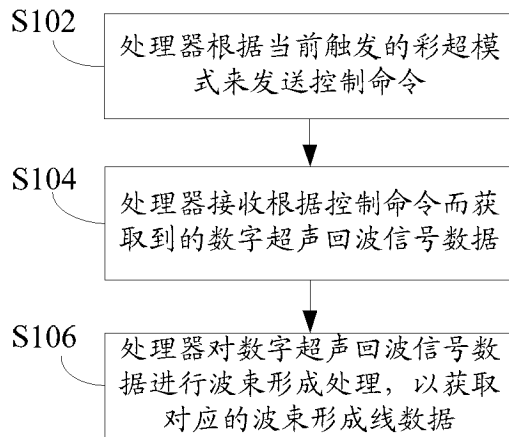 S102
处理器根据当前触发的彩超模
式来发送控制命令
S104
处理器接收根据控制命令而获
取到的数字超声回波信号数据
S106
处理器对数字超声回波信号数
据进行波束形成处理，以获取
对应的波束形成线数据